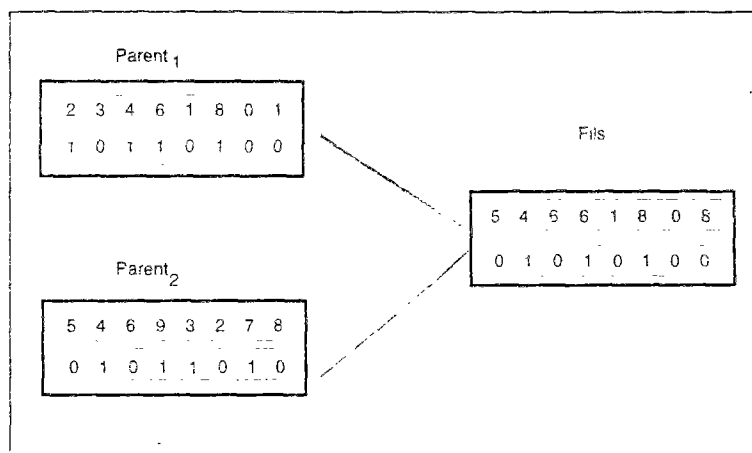 Parent 1
2 3 4 6 1 8 0 1
1 0 1 1 0 1 0 0
Fils
5 4 6 6 1 8 0 8
0 1 0 1 0 1 0 0
Parent 2
5 4 6 9 3 2 7 8
0 1 0 1 1 0 1 0